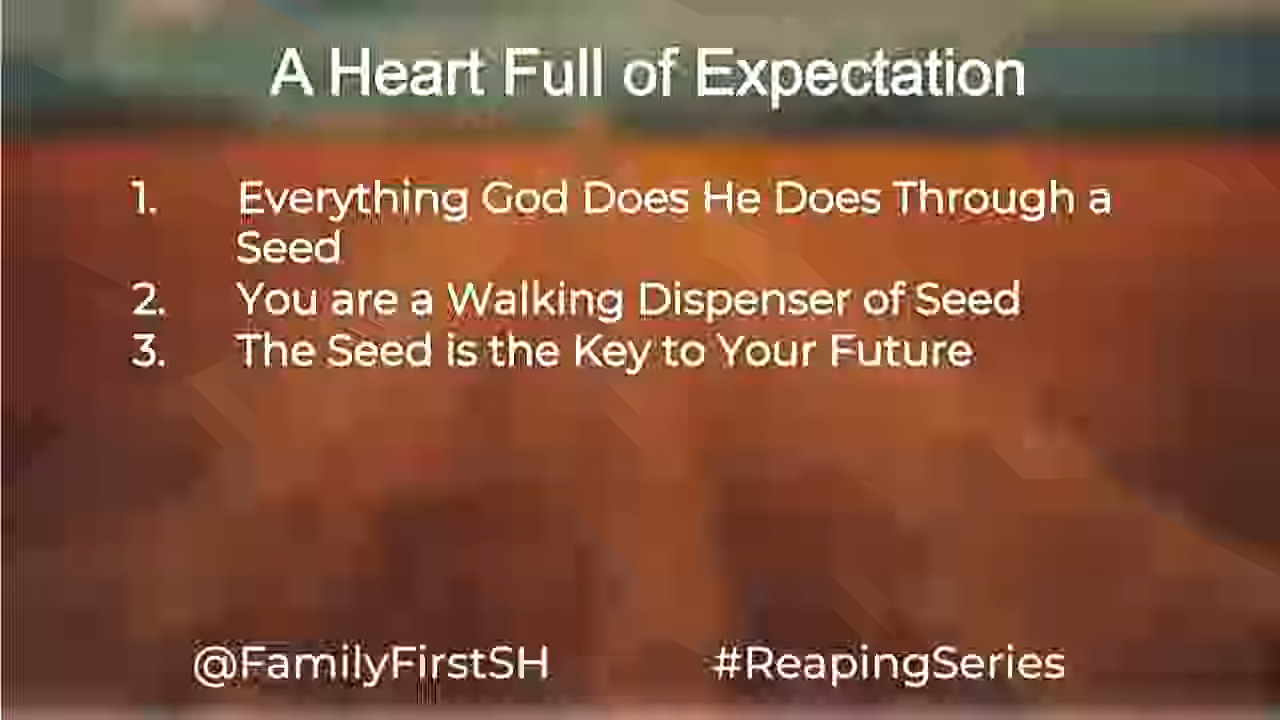 A Heart Full of Expectation
1. Everything God Does He Does Through a
Seed
2. You are a Walking Dispenser of Seed
3. The Seed is the Key to Your Future
@FamilyFirstSH #ReapingSeries